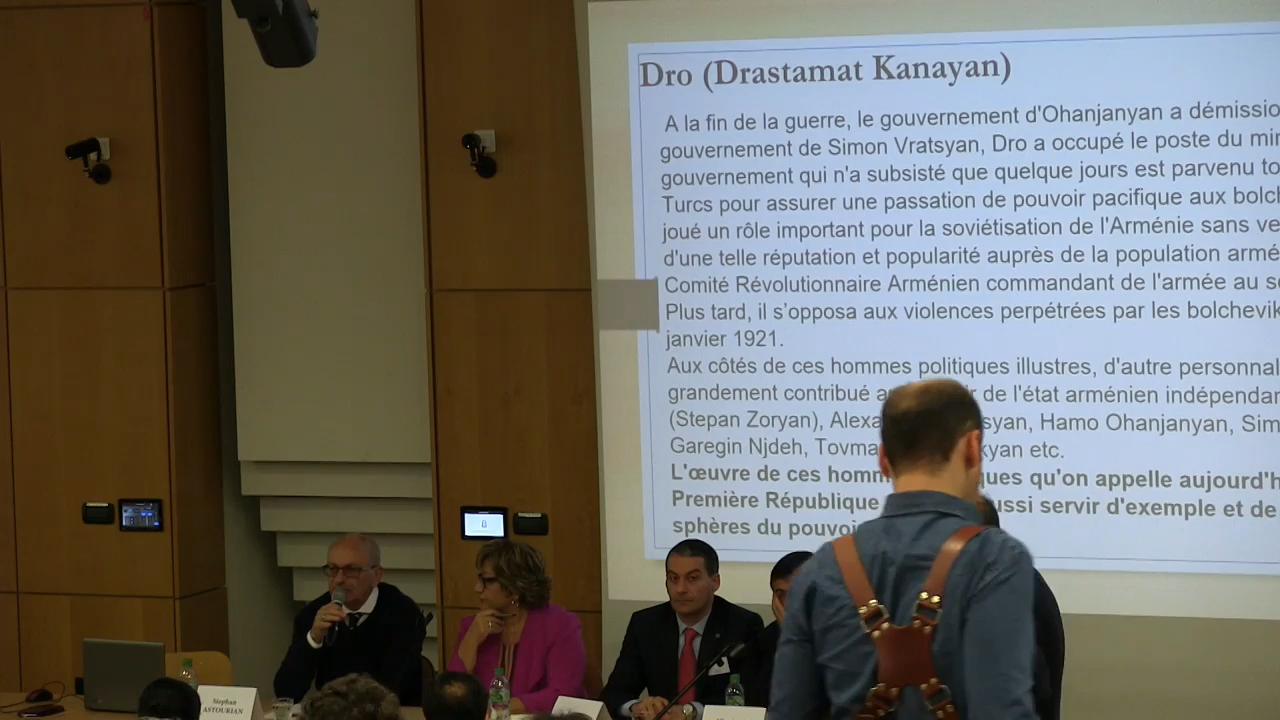 Dro (Drastamat Kanayan)
A la fin de la guerre, le gouvernement d'Ohanjanyan a démissio
gouvernement de Simon Vratsyan, Dro a occupé le poste du min
gouvernement qui n'a subsisté que quelque jours est parvenu to
Turcs pour assurer une passation de pouvoir pacifique aux bolch
joué un rôle important pour la soviétisation de l'Arménie sans ve
d'une telle réputation et popularité auprès de la population armé
Comité Révolutionnaire Arménien commandant de l'armée au s
Plus tard, il s'opposa aux violences perpétrées par les bolchevik
janvier 1921.
Aux côtés de ces hommes politiques illustres, d'autre personnal
grandement contribué a de l'état arménien indépendan
(Stepan Zoryan), Alexa syan, Hamo Ohanjanyan, Sim
Garegin Njdeh, Tovma kyan etc.
L'œuvre de ces homm ques qu'on appelle aujourd'h
Première République ussi servir d'exemple et de
sphères du pouvoi
Stephan
ASTOURIAN